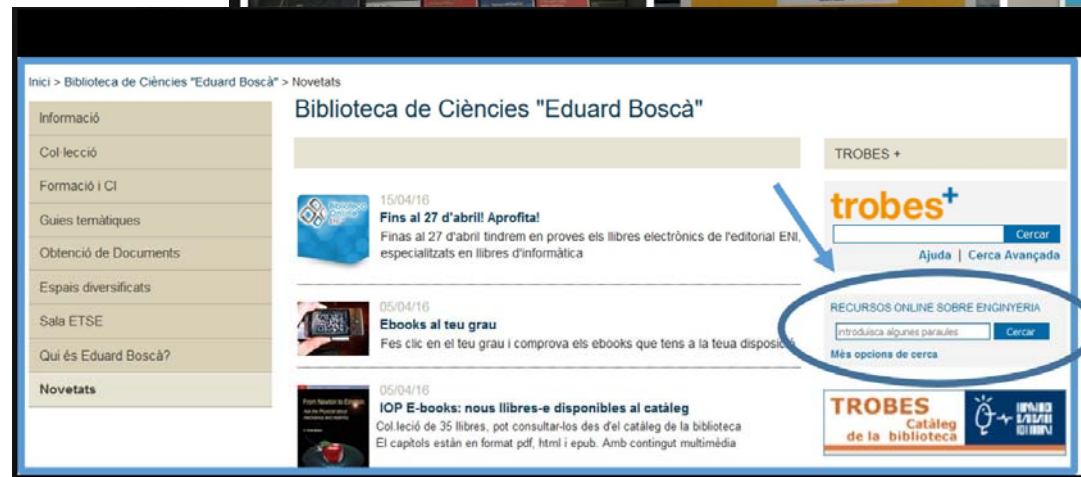 Inici > Biblioteca de Ciències "Eduard Boscà" > Novetats
Biblioteca de Ciències "Eduard Boscà"
Informació
Col·lecció
Formació i CI
Guies temàtiques
Obtenció de Documents
Espais diversificats
Sala ETSE
Qui és Eduard Boscà?
Novetats
15/04/16
Fins al 27 d'abril! Aprofita!
Finas al 27 d'abril tindrem en proves els llibres electrònics de l'editorial ENI,
especialitzats en llibres d'informàtica
05/04/16
Ebooks al teu grau
Fes clic en el teu grau i comprova els ebooks que tens a la teua disposició
05/04/16
IOP E-books: nous llibres-e disponibles al catàleg
Col.leció de 35 llibres, pot consultar-los des d'el catàleg de la biblioteca
El capítols están en format pdf, html i epub. Amb contingut multimèdia
TROBES +
trobes+
Cercar
Ajuda | Cerca Avançada
RECURSOS ONLINE SOBRE ENGINYERIA
introduïsca algunes paraules Cercar
Més opcions de cerca
TROBES
Catàleg
de la biblioteca